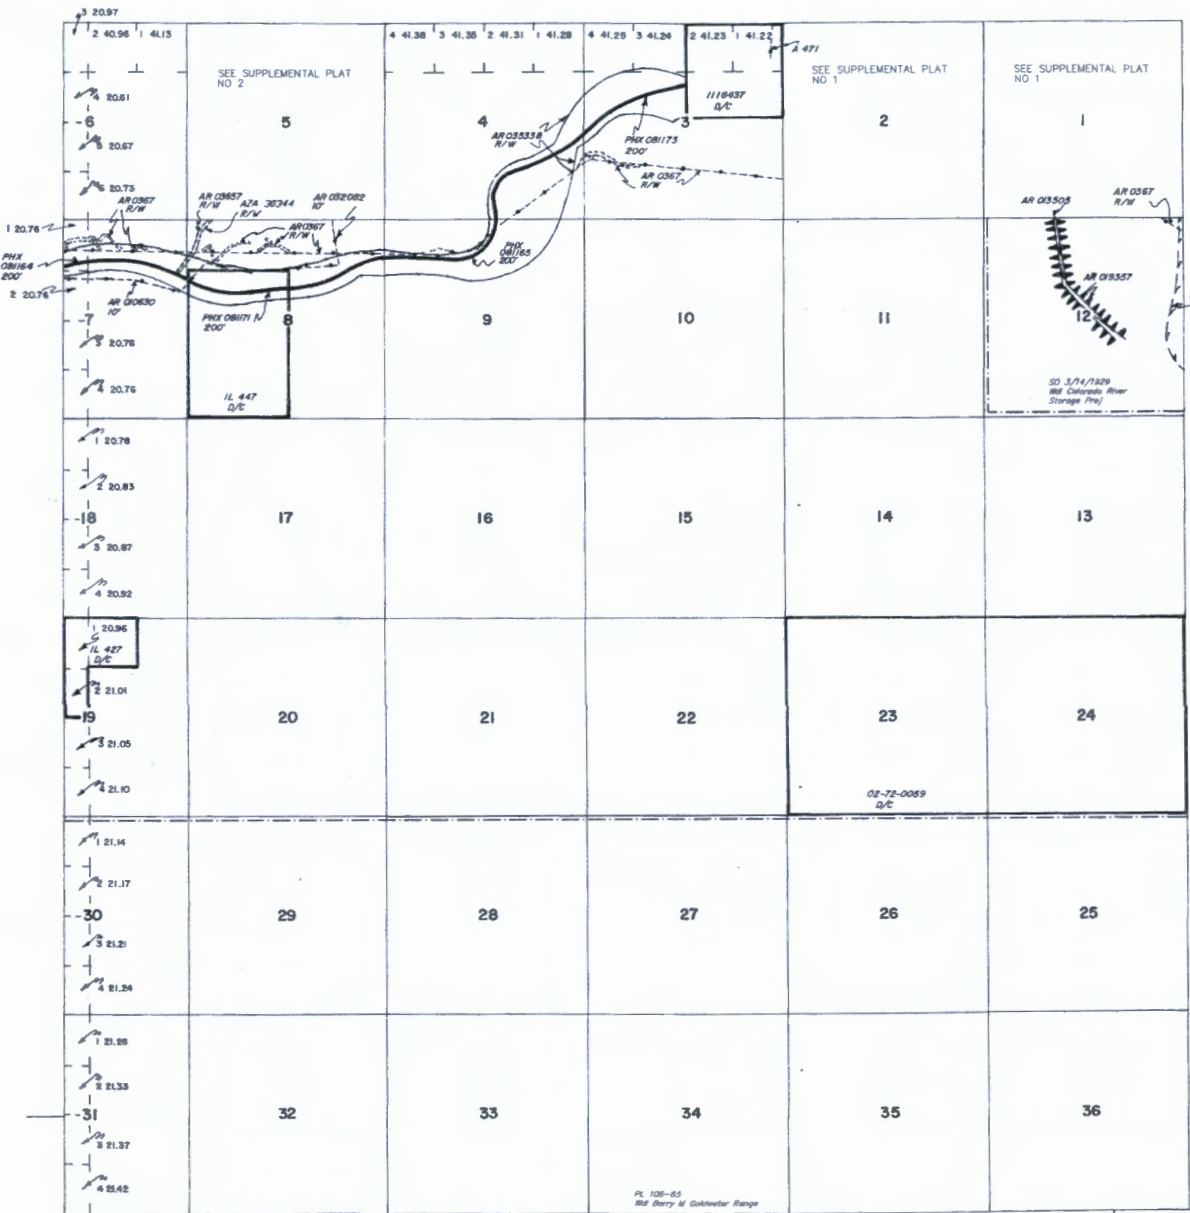 3 20.97
2 40.96 1 41.13
4 41.38 3 41.35 2 41.31 1 41.28
4 41.25 3 41.26 2 41.23 1 41.22
A 471
SEE SUPPLEMENTAL PLAT
NO 2
SEE SUPPLEMENTAL PLAT
NO 1
SEE SUPPLEMENTAL PLAT
NO 1
4 20.61
1116437
D/C
6
5
4
3
2
1
AR 035338
R/W
PHX 081173
200'
5 20.67
AR 0367
R/W
6 20.73
AR 0367
R/W
AR 03657
R/W
AZA 30344
R/W
AR 032082
10'
AR 013505
AR 0367
R/W
1 20.76
AR 0367
R/W
PHX
081164
200'
PHX
081165
200'
AR 019357
2 20.76
AR 010630
10'
PHX 081171
200'
7
8
9
10
11
12
3 20.76
4 20.76
IL 447
D/C
SO 3/14/1929
Wdl Colorado River
Storage Proj
1 20.78
2 20.83
18
17
16
15
14
13
3 20.87
4 20.92
1 20.96
IL 427
D/C
2 21.01
19
20
21
22
23
24
3 21.05
4 21.10
02-72-0059
D/C
1 21.14
2 21.17
30
29
28
27
26
25
3 21.21
4 21.24
1 21.28
2 21.33
31
32
33
34
35
36
3 21.37
4 21.42
PL 106-65
Wdl Barry M Goldwater Range